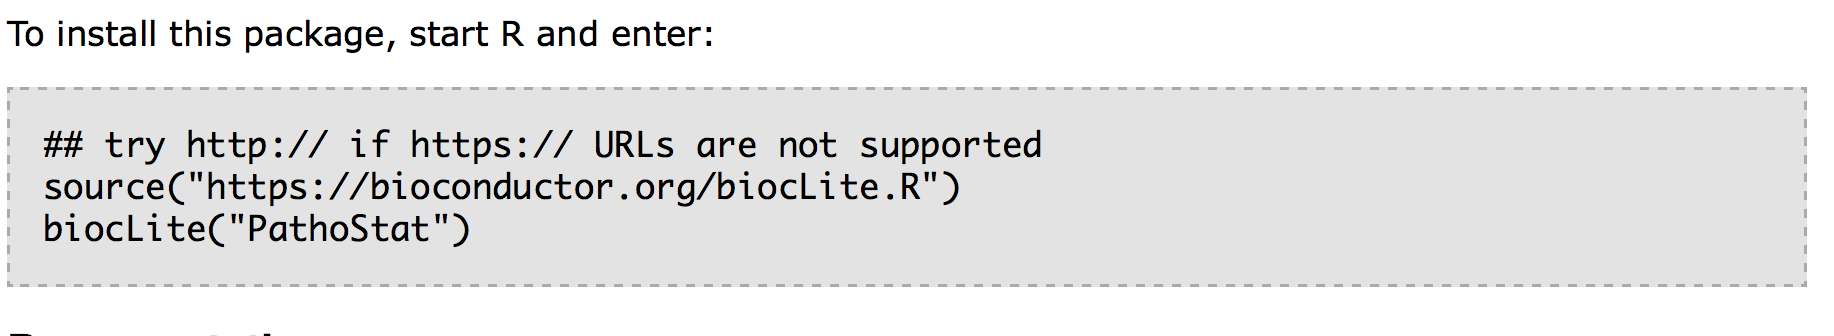 To install this package, start R and enter:
## try http:// if https:// URLs are not supported
source("https://bioconductor.org/biocLite.R")
biocLite("PathoStat")